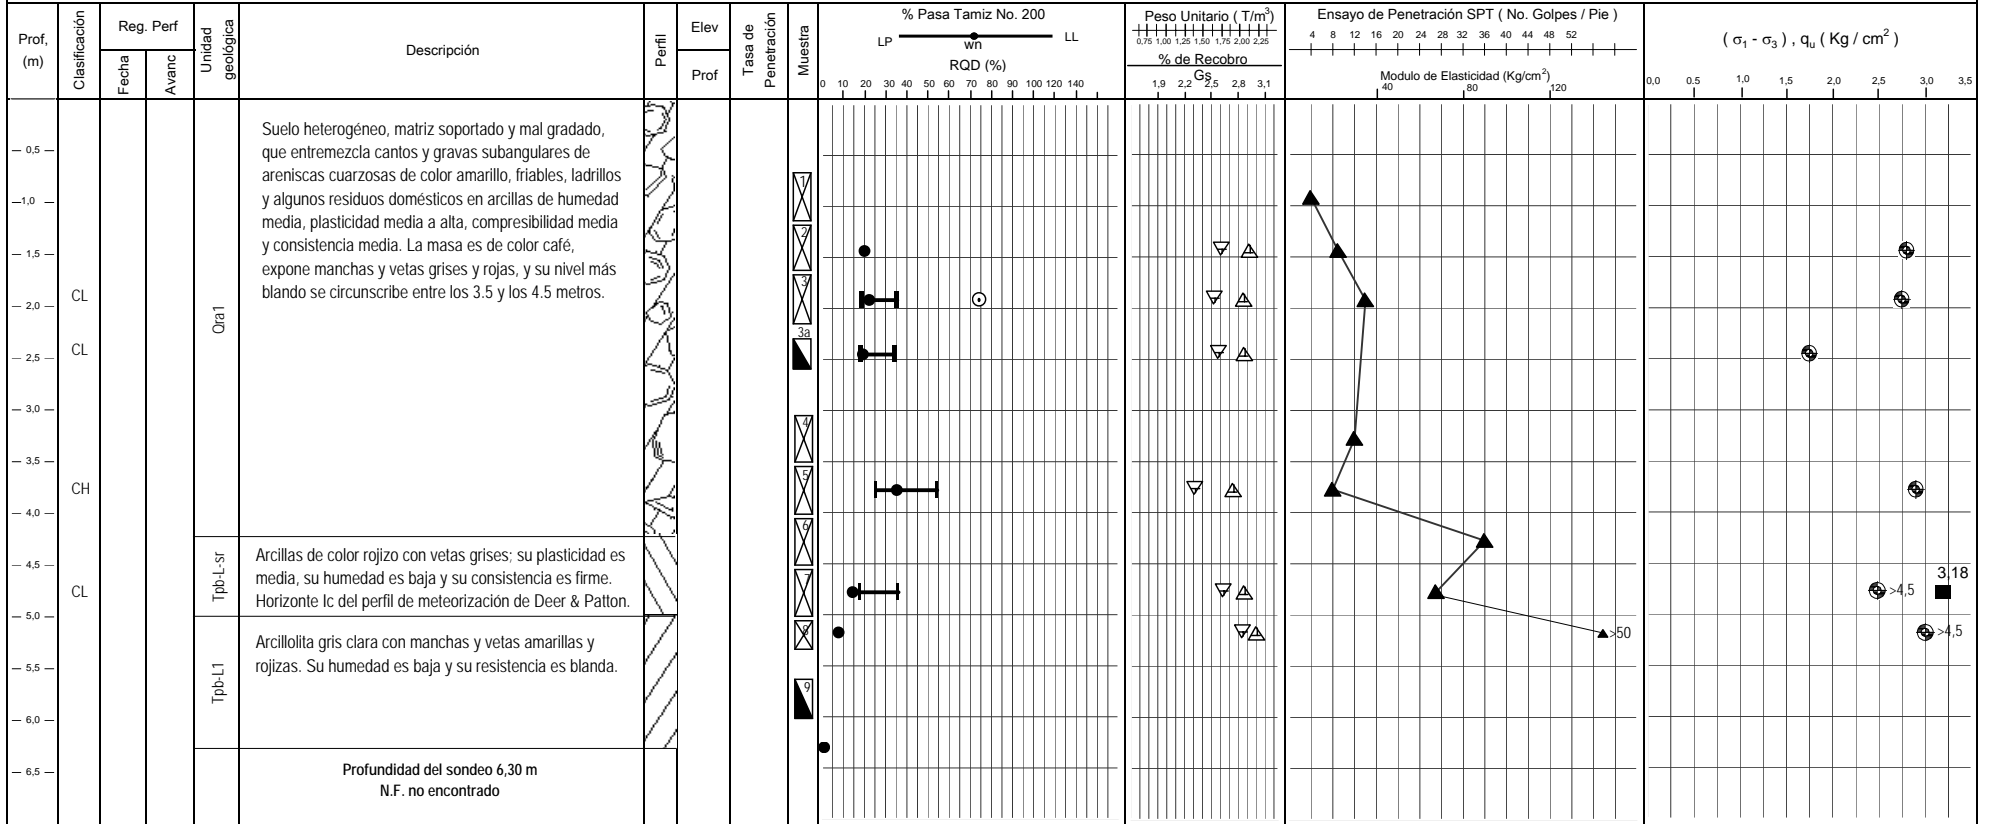 Prof,
(m)
Clasificación
Reg. Perf
Fecha
Avanc
Unidad
geológica
Descripción
Perfil
Elev
Prof
Tasa de
Penetración
Muestra
% Pasa Tamiz No. 200
LP
wn
LL
RQD (%)
0 10 20 30 40 50 60 70 80 90 100 110 120 140
Peso Unitario ( T/m³)
0,75 1,00 1,25 1,50 1,75 2,00 2,25
% de Recobro
Gs
1,9 2,2 2,5 2,8 3,1
Ensayo de Penetración SPT ( No. Golpes / Pie )
4 8 12 16 20 24 28 32 36 40 44 48 52
Modulo de Elasticidad (Kg/cm²)
40 80 120
( σ1 - σ3 ) , qu ( Kg / cm² )
0,0 0.5 1,0 1,5 2,0 2,5 3,0 3,5
0,5
1,0
1,5
2,0
2,5
3,0
3,5
4,0
4,5
5,0
5,5
6,0
6,5
CL
CL
CH
CL
Qra1
Suelo heterogéneo, matriz soportado y mal gradado,
que entremezcla cantos y gravas subangulares de
areniscas cuarzosas de color amarillo, friables, ladrillos
y algunos residuos domésticos en arcillas de humedad
media, plasticidad media a alta, compresibilidad media
y consistencia media. La masa es de color café,
expone manchas y vetas grises y rojas, y su nivel más
blando se circunscribe entre los 3.5 y los 4.5 metros.
Tpb-L-sr
Arcillas de color rojizo con vetas grises; su plasticidad es
media, su humedad es baja y su consistencia es firme.
Horizonte Ic del perfil de meteorización de Deer & Patton.
Tpb-L1
Arcillolita gris clara con manchas y vetas amarillas y
rojizas. Su humedad es baja y su resistencia es blanda.
Profundidad del sondeo 6,30 m
N.F. no encontrado
1
2
3
3a
4
5
6
7
8
9
>50
>4,5
3,18
>4,5